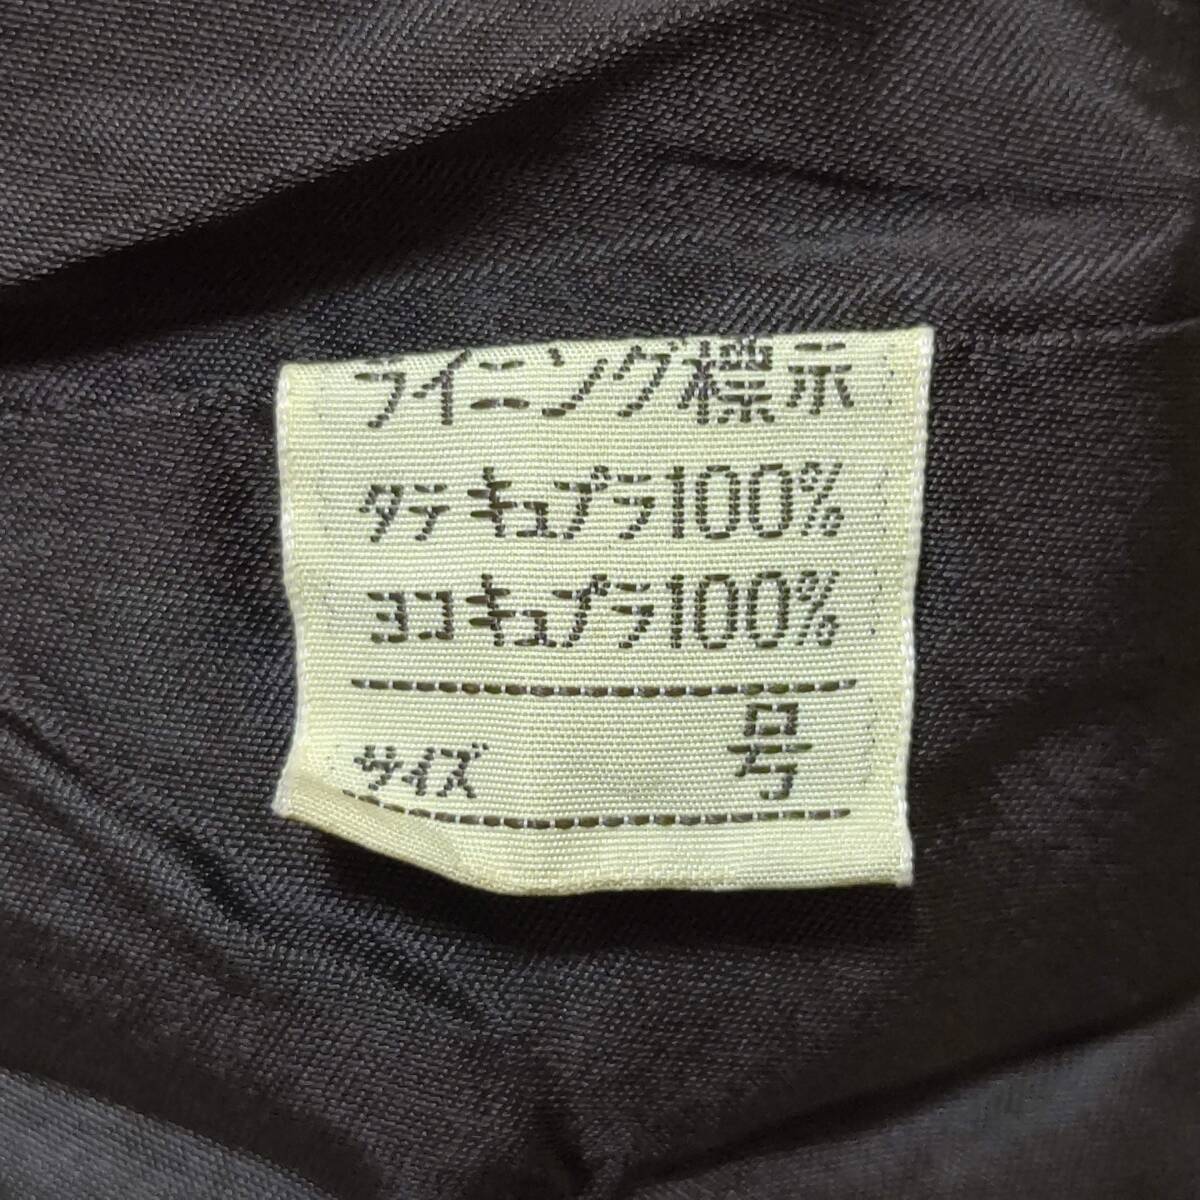 ライニング標示
タテ キュプラ100%
ヨコ キュプラ100%
サイズ 号